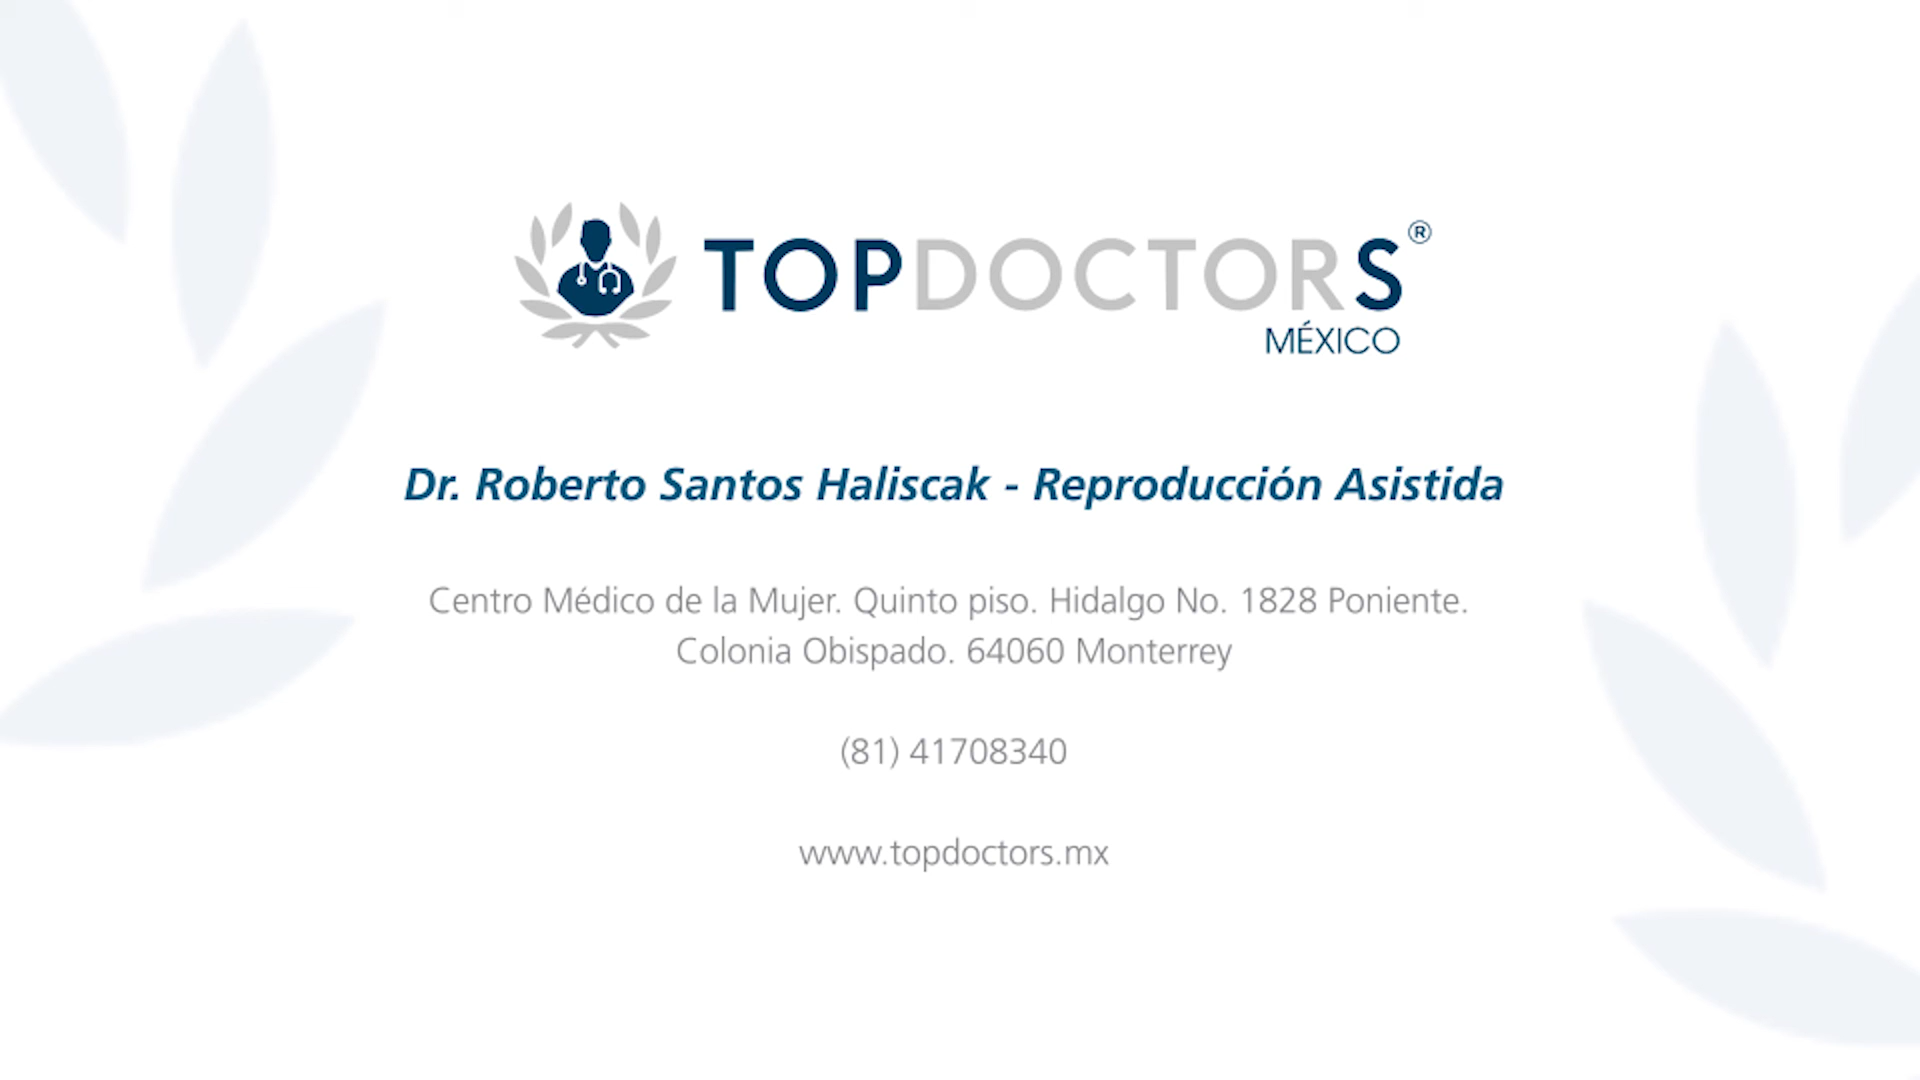 TOPDOCTORS®
MÉXICO
Dr. Roberto Santos Haliscak - Reproducción Asistida
Centro Médico de la Mujer. Quinto piso. Hidalgo No. 1828 Poniente.
Colonia Obispado. 64060 Monterrey
(81) 41708340
www.topdoctors.mx